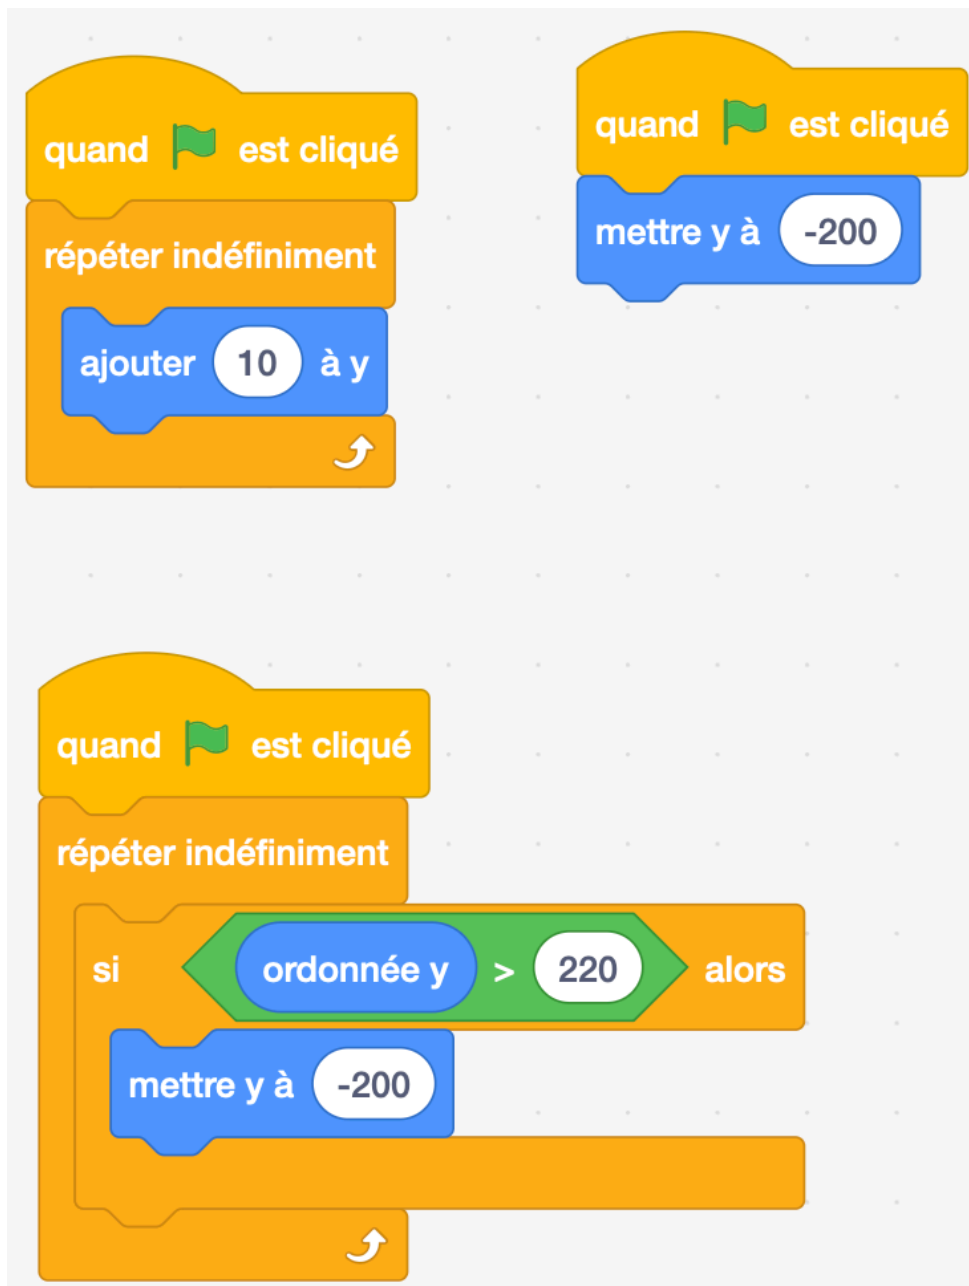 quand est cliqué
répéter indéfiniment
ajouter 10 à y
quand est cliqué
mettre y à -200
quand est cliqué
répéter indéfiniment
si ordonnée y > 220 alors
mettre y à -200